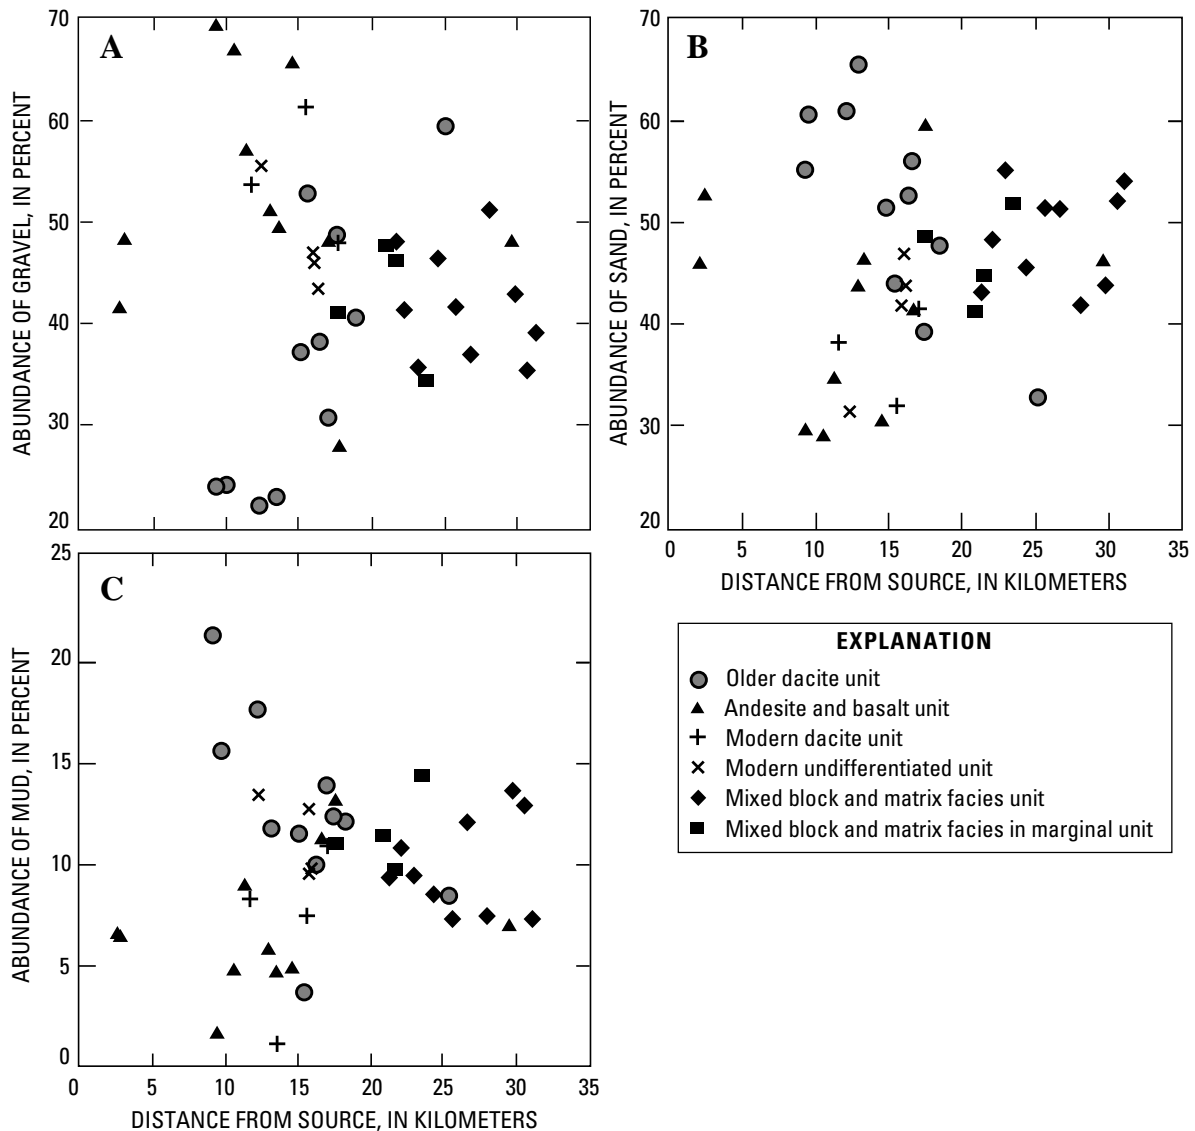 A
70
60
50
40
30
20
ABUNDANCE OF GRAVEL, IN PERCENT
B
70
60
50
40
30
20
ABUNDANCE OF SAND, IN PERCENT
0 5 10 15 20 25 30 35
DISTANCE FROM SOURCE, IN KILOMETERS
C
25
20
15
10
5
0
ABUNDANCE OF MUD, IN PERCENT
0 5 10 15 20 25 30 35
DISTANCE FROM SOURCE, IN KILOMETERS
EXPLANATION
Older dacite unit
Andesite and basalt unit
Modern dacite unit
Modern undifferentiated unit
Mixed block and matrix facies unit
Mixed block and matrix facies in marginal unit